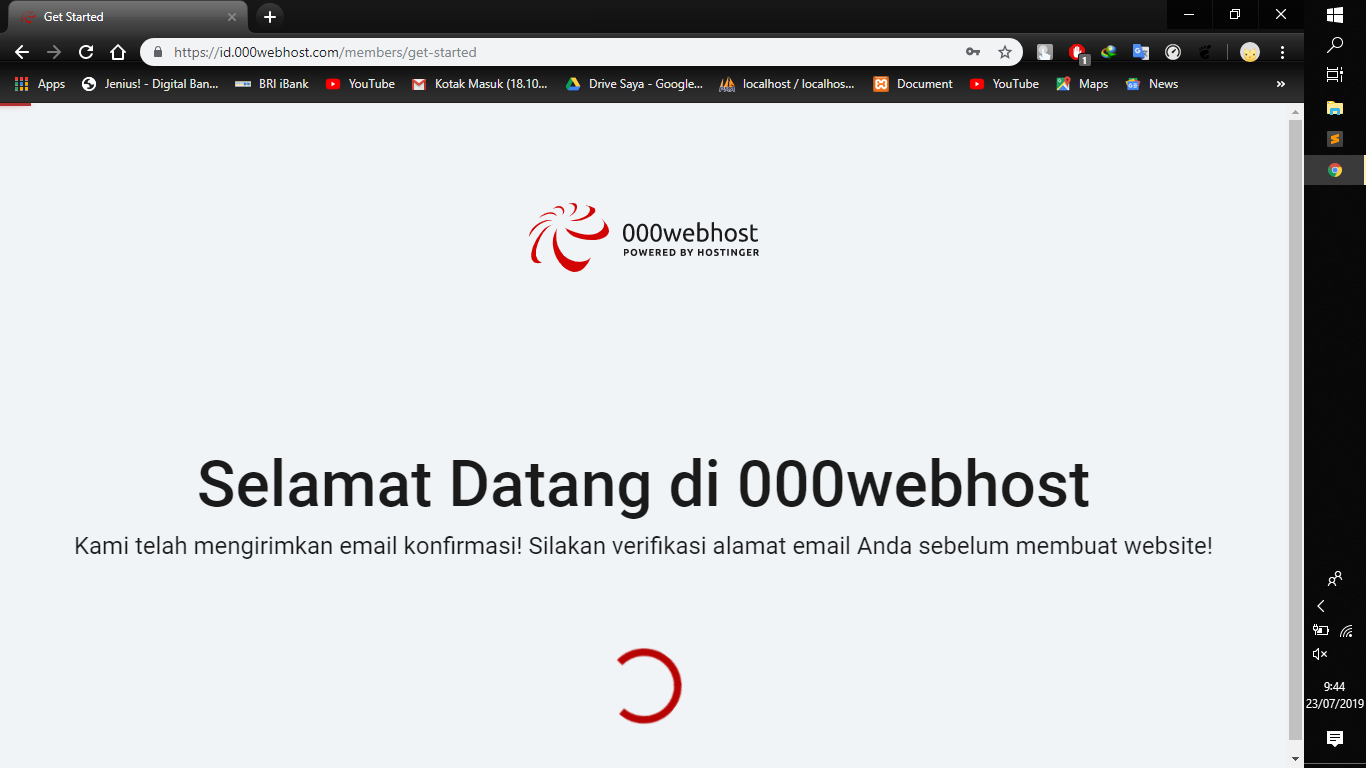 Get Started
https://id.000webhost.com/members/get-started
1
Apps
Jenius! - Digital Ban...
BRI iBank
YouTube
Kotak Masuk (18.10...
Drive Saya - Google...
localhost / localhos...
Document
YouTube
Maps
News
»
000webhost
POWERED BY HOSTINGER
Selamat Datang di 000webhost
Kami telah mengirimkan email konfirmasi! Silakan verifikasi alamat email Anda sebelum membuat website!
9:44
23/07/2019